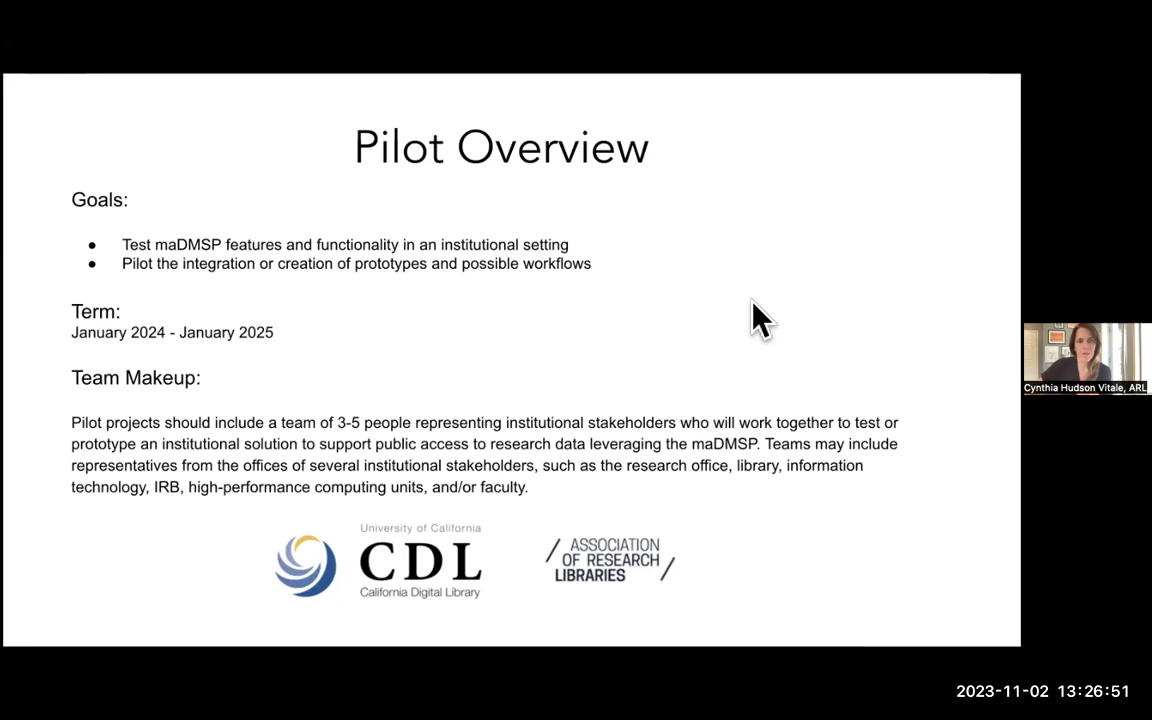 Pilot Overview
Goals:
● Test maDMSP features and functionality in an institutional setting
● Pilot the integration or creation of prototypes and possible workflows
Term:
January 2024 - January 2025
Team Makeup:
Pilot projects should include a team of 3-5 people representing institutional stakeholders who will work together to test or
prototype an institutional solution to support public access to research data leveraging the maDMSP. Teams may include
representatives from the offices of several institutional stakeholders, such as the research office, library, information
technology, IRB, high-performance computing units, and/or faculty.
University of California
CDL
California Digital Library
ASSOCIATION
OF RESEARCH
LIBRARIES
Cynthia Hudson Vitale, ARL
2023-11-02 13:26:51